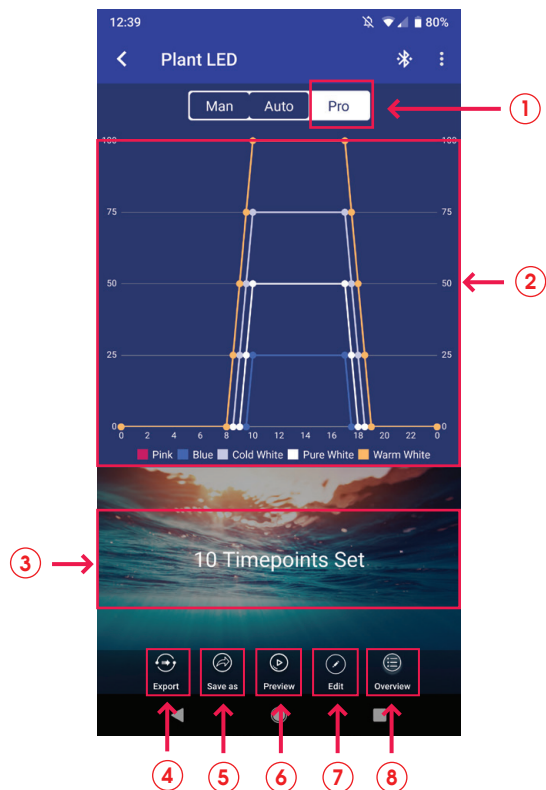 12:39 80%
Plant LED
Man Auto Pro
1
100 100
75 75
2
50 50
25 25
0 0
0 2 4 6 8 10 12 14 16 18 20 22 0
Pink Blue Cold White Pure White Warm White
3
10 Timepoints Set
Export Save as Preview Edit Overview
4 5 6 7 8